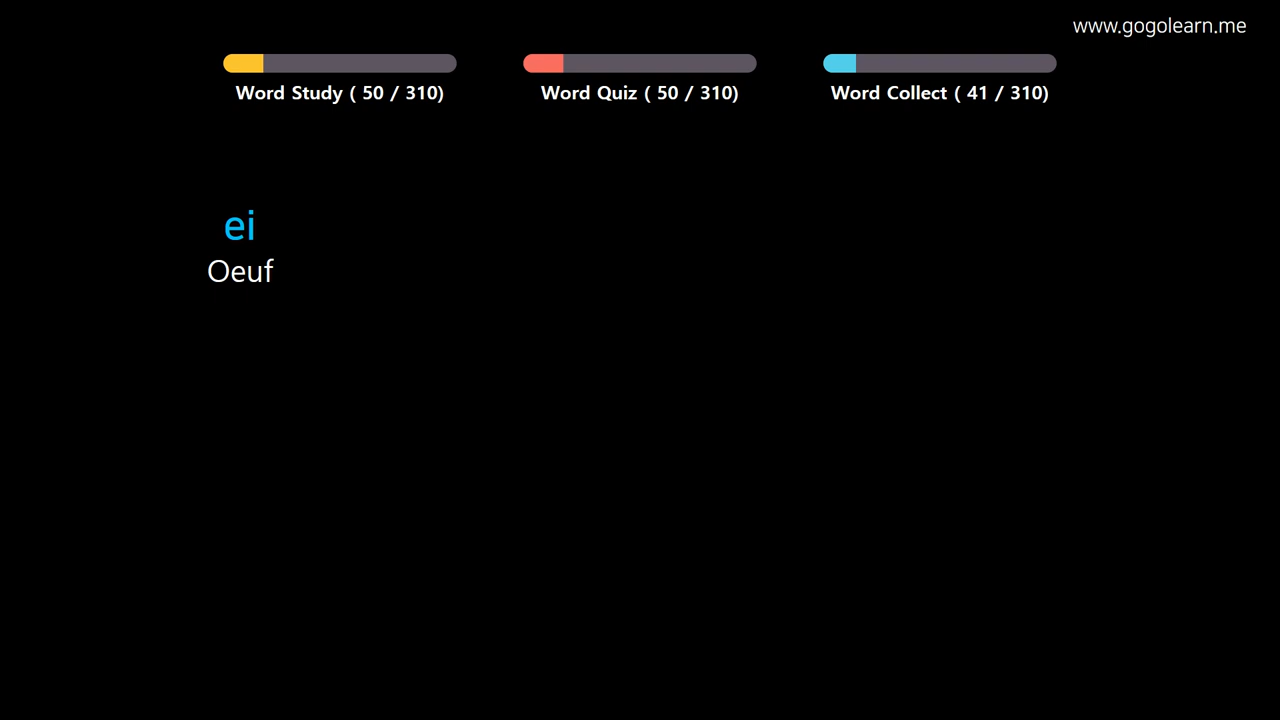 www.gogolearn.me
Word Study ( 50 / 310)
Word Quiz ( 50 / 310)
Word Collect ( 41 / 310)
ei
Oeuf